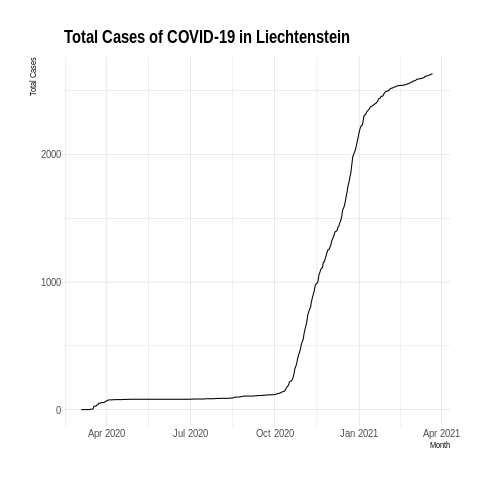 Total Cases of COVID-19 in Liechtenstein
Total Cases
2000
1000
0
Apr 2020 Jul 2020 Oct 2020 Jan 2021 Apr 2021
Month